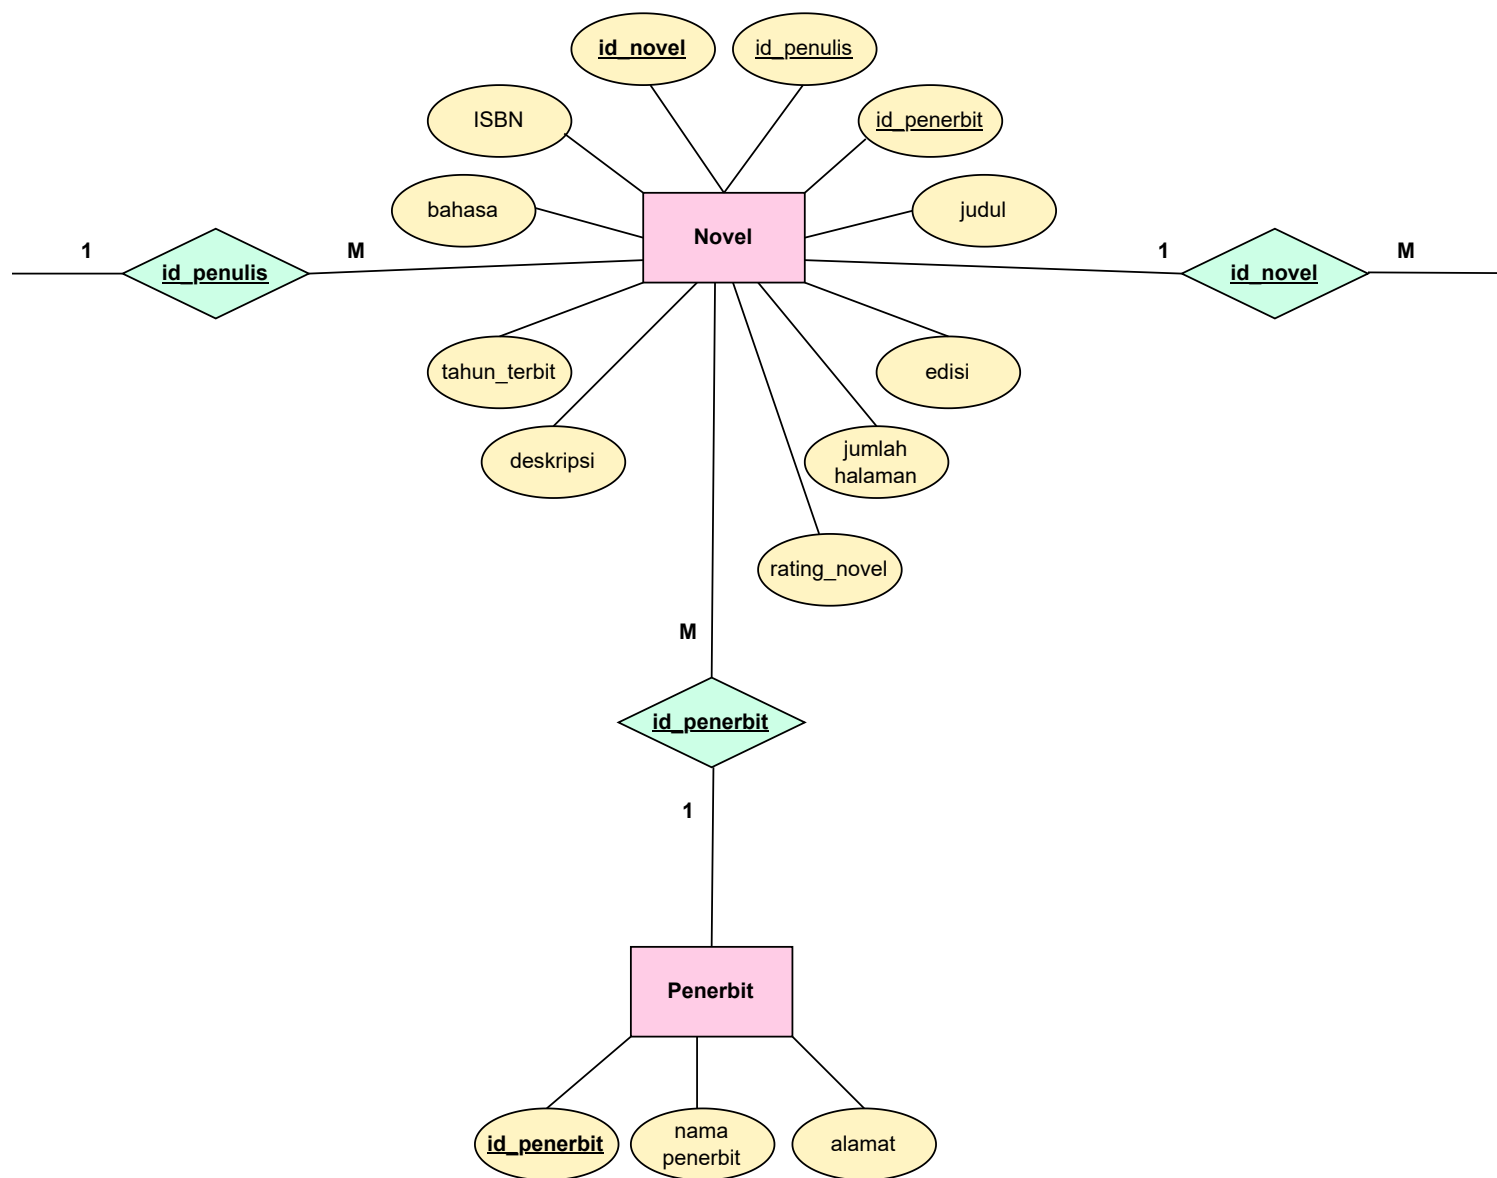 id_novel
id_penulis
ISBN
id_penerbit
bahasa
judul
Novel
1
M
1
M
id_penulis
id_novel
tahun_terbit
edisi
deskripsi
jumlah
halaman
rating_novel
M
id_penerbit
1
Penerbit
id_penerbit
nama
penerbit
alamat